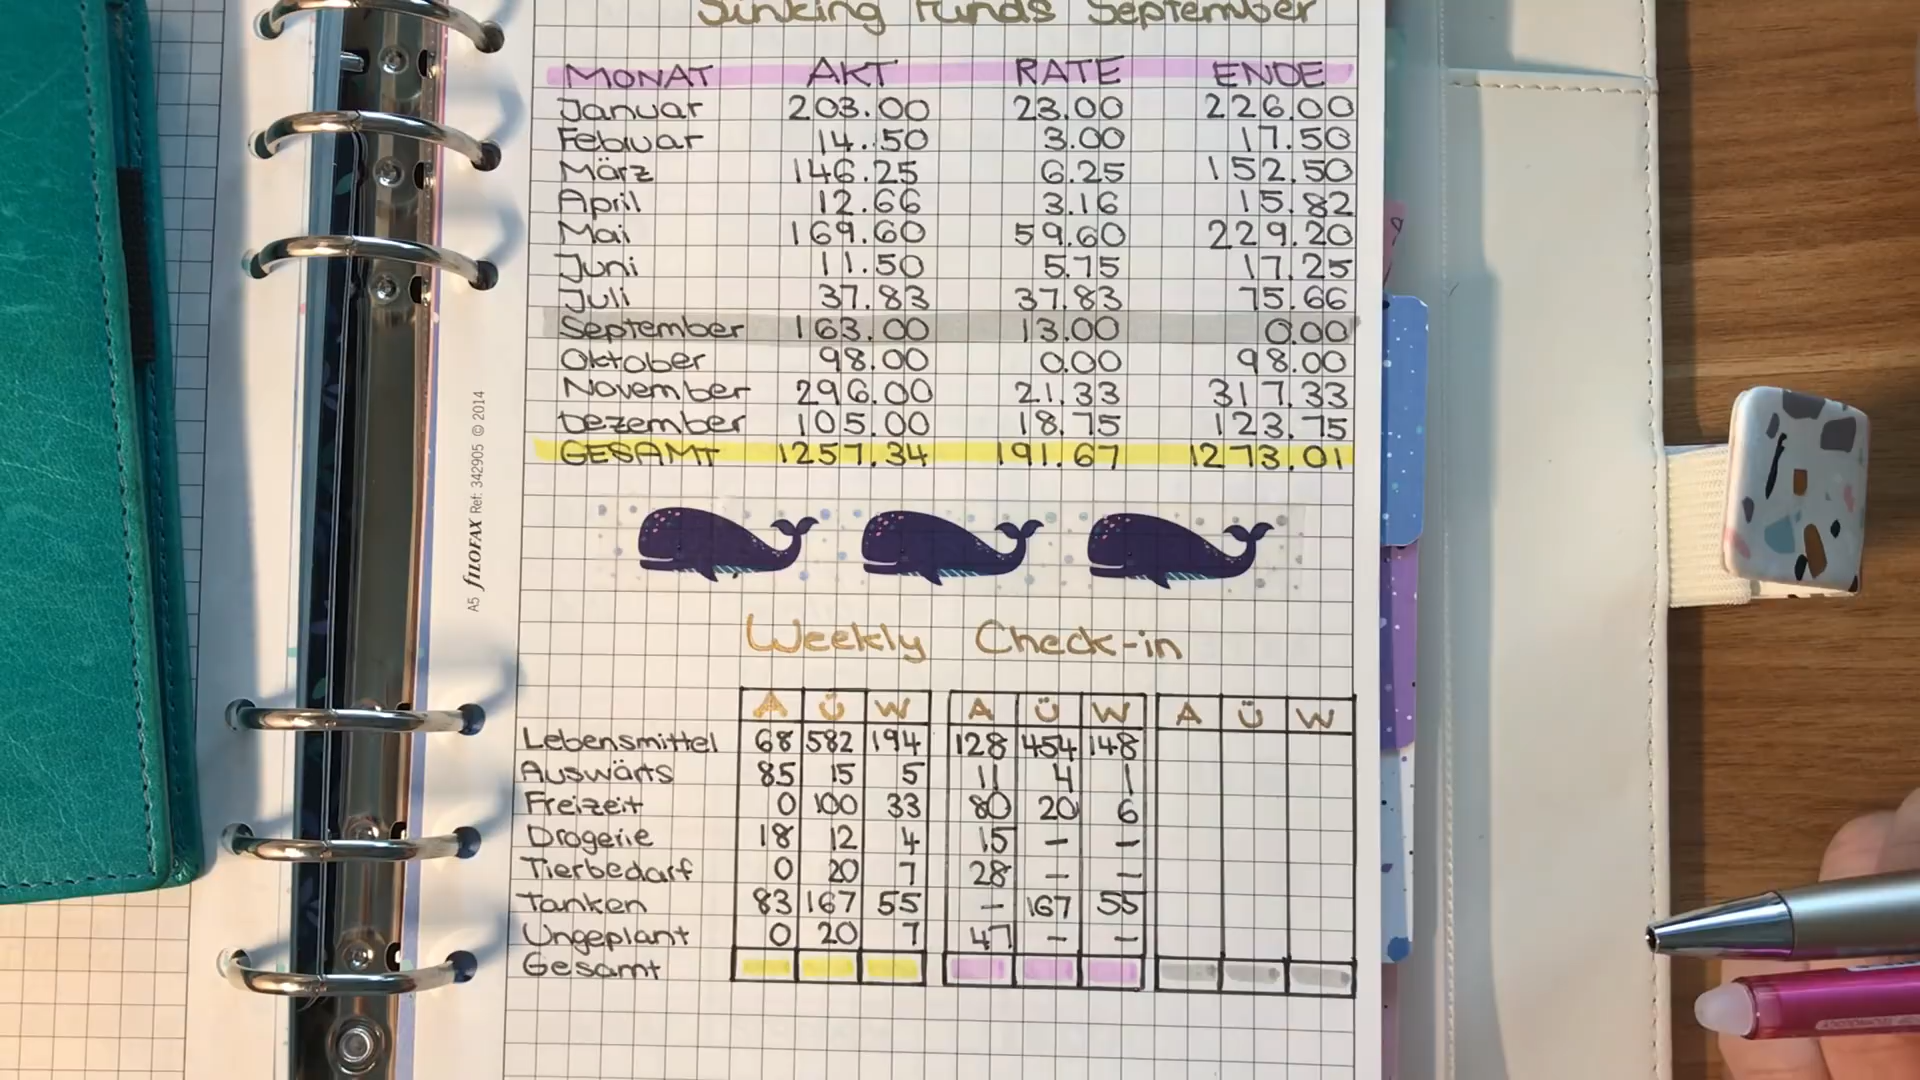 Sinking Funds September
MONAT AKT RATE ENDE
Januar 203.00 23.00 226.00
Februar 14.50 3.00 17.50
März 146.25 6.25 152.50
April 12.66 3.16 15.82
Mai 169.60 59.60 229.20
Juni 11.50 5.75 17.25
Juli 37.83 37.83 75.66
September 163.00 13.00 0.00
Oktober 98.00 0.00 98.00
November 296.00 21.33 317.33
Dezember 105.00 18.75 123.75
GESAMT 1257.34 191.67 1273.01
Weekly Check-in
A Ü W A Ü W A Ü W
Lebensmittel 68 582 194 128 454 148
Auswärts 85 15 5 11 4 1
Freizeit 0 100 33 80 20 6
Drogerie 18 12 4 15 - -
Tierbedarf 0 20 7 28 - -
Tanken 83 167 55 - 167 55
Ungeplant 0 20 7 47 - -
Gesamt
A5 fILOFAX Ref: 342905 © 2014